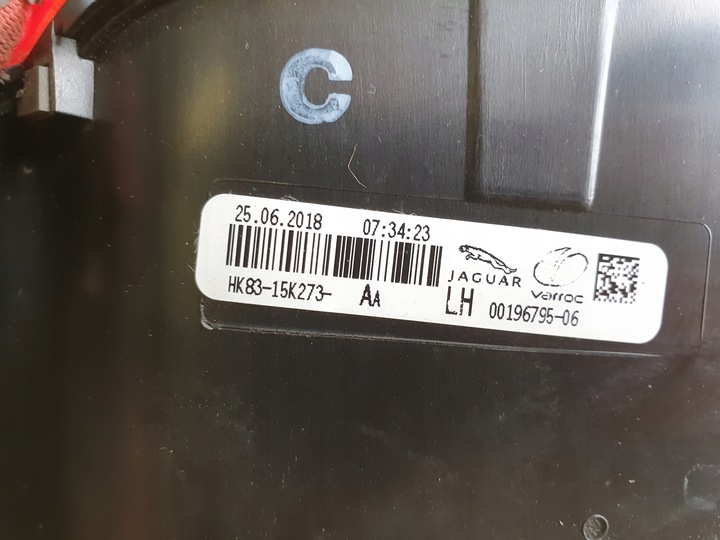 C
25.06.2018 07:34:23
JAGUAR
varroc
HK83-15K273- AA LH 00196795-06